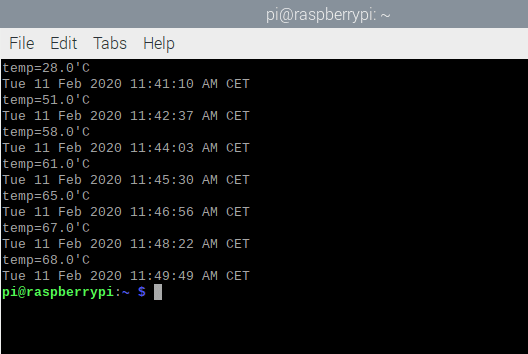 pi@raspberrypi: ~
File Edit Tabs Help
temp=28.0'C
Tue 11 Feb 2020 11:41:10 AM CET
temp=51.0'C
Tue 11 Feb 2020 11:42:37 AM CET
temp=58.0'C
Tue 11 Feb 2020 11:44:03 AM CET
temp=61.0'C
Tue 11 Feb 2020 11:45:30 AM CET
temp=65.0'C
Tue 11 Feb 2020 11:46:56 AM CET
temp=67.0'C
Tue 11 Feb 2020 11:48:22 AM CET
temp=68.0'C
Tue 11 Feb 2020 11:49:49 AM CET
pi@raspberrypi:~ $